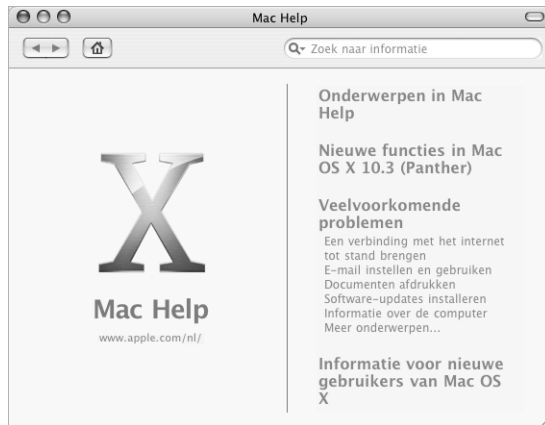 Mac Help
Zoek naar informatie
X
Mac Help
www.apple.com/nl/
Onderwerpen in Mac
Help
Nieuwe functies in Mac
OS X 10.3 (Panther)
Veelvoorkomende
problemen
Een verbinding met het internet
tot stand brengen
E-mail instellen en gebruiken
Documenten afdrukken
Software-updates installeren
Informatie over de computer
Meer onderwerpen...
Informatie voor nieuwe
gebruikers van Mac OS
X